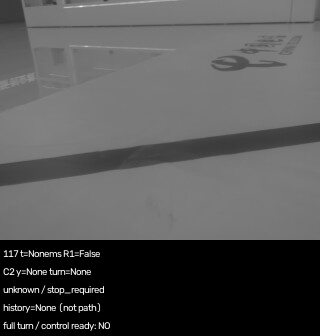 117 t=Nonems R1=False
C2 y=None turn=None
unknown / stop_required
history=None (not path)
full turn / control ready: NO